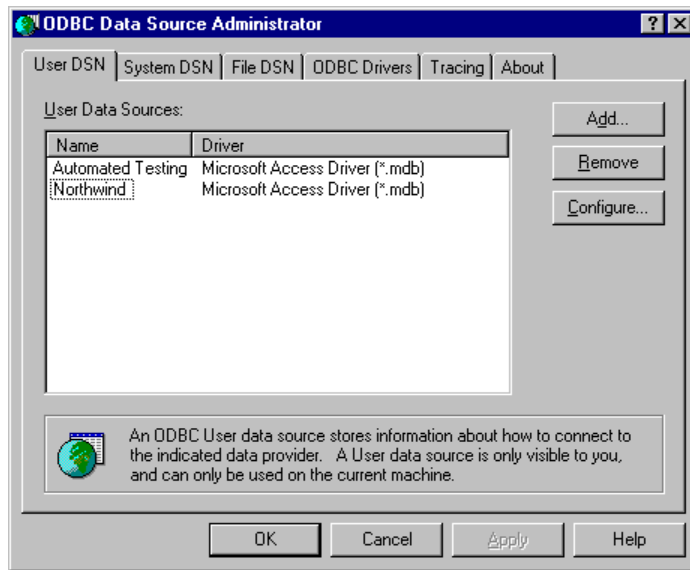 ODBC Data Source Administrator
User DSN System DSN File DSN ODBC Drivers Tracing About
User Data Sources:
Add...
Name Driver
Automated Testing Microsoft Access Driver (*.mdb)
Remove
Northwind Microsoft Access Driver (*.mdb)
Configure...
An ODBC User data source stores information about how to connect to
the indicated data provider. A User data source is only visible to you,
and can only be used on the current machine.
OK Cancel Apply Help